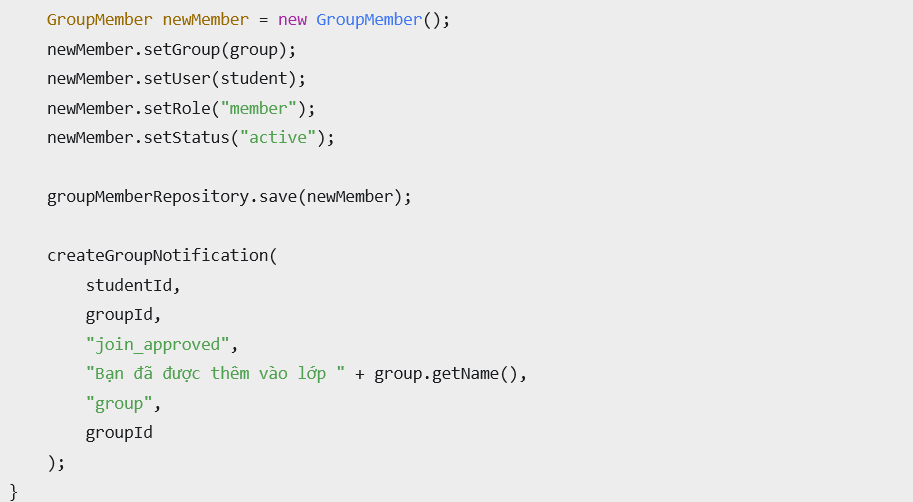 GroupMember newMember = new GroupMember();
newMember.setGroup(group);
newMember.setUser(student);
newMember.setRole("member");
newMember.setStatus("active");
groupMemberRepository.save(newMember);
createGroupNotification(
studentId,
groupId,
"join_approved",
"Bạn đã được thêm vào lớp " + group.getName(),
"group",
groupId
);
}